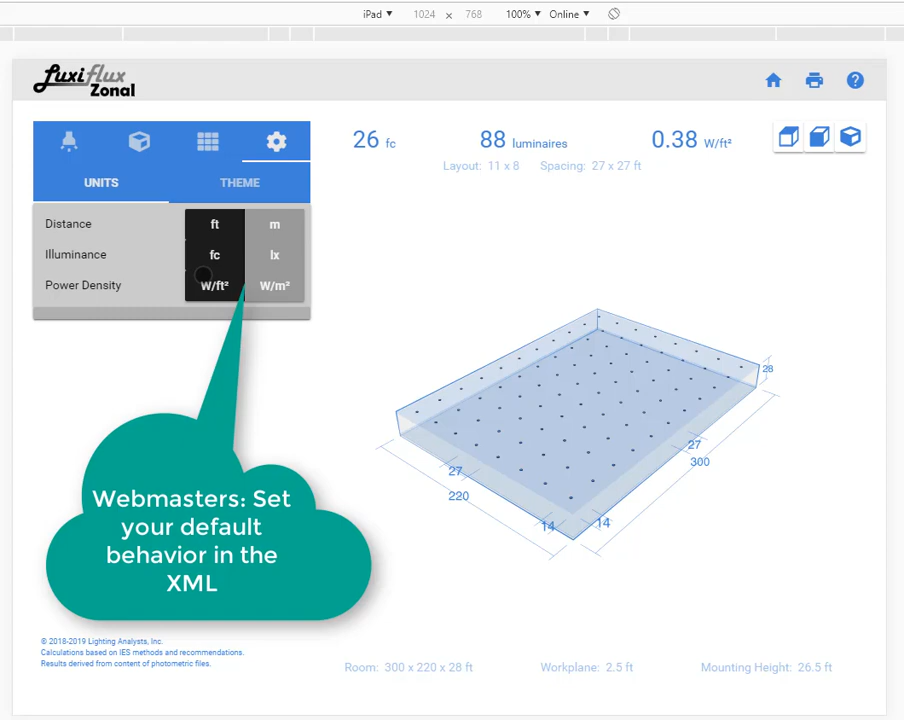 iPad ▼ 1024 × 768 100% ▼ Online ▼
Luxiflux
Zonal
UNITS THEME
Distance ft m
Illuminance fc lx
Power Density W/ft² W/m²
26 fc 88 luminaires 0.38 W/ft²
Layout: 11 x 8 Spacing: 27 x 27 ft
28
27
300
27
220
14
14
Webmasters: Set
your default
behavior in the
XML
© 2018-2019 Lighting Analysts, Inc.
Calculations based on IES methods and recommendations.
Results derived from content of photometric files.
Room: 300 x 220 x 28 ft Workplane: 2.5 ft Mounting Height: 26.5 ft